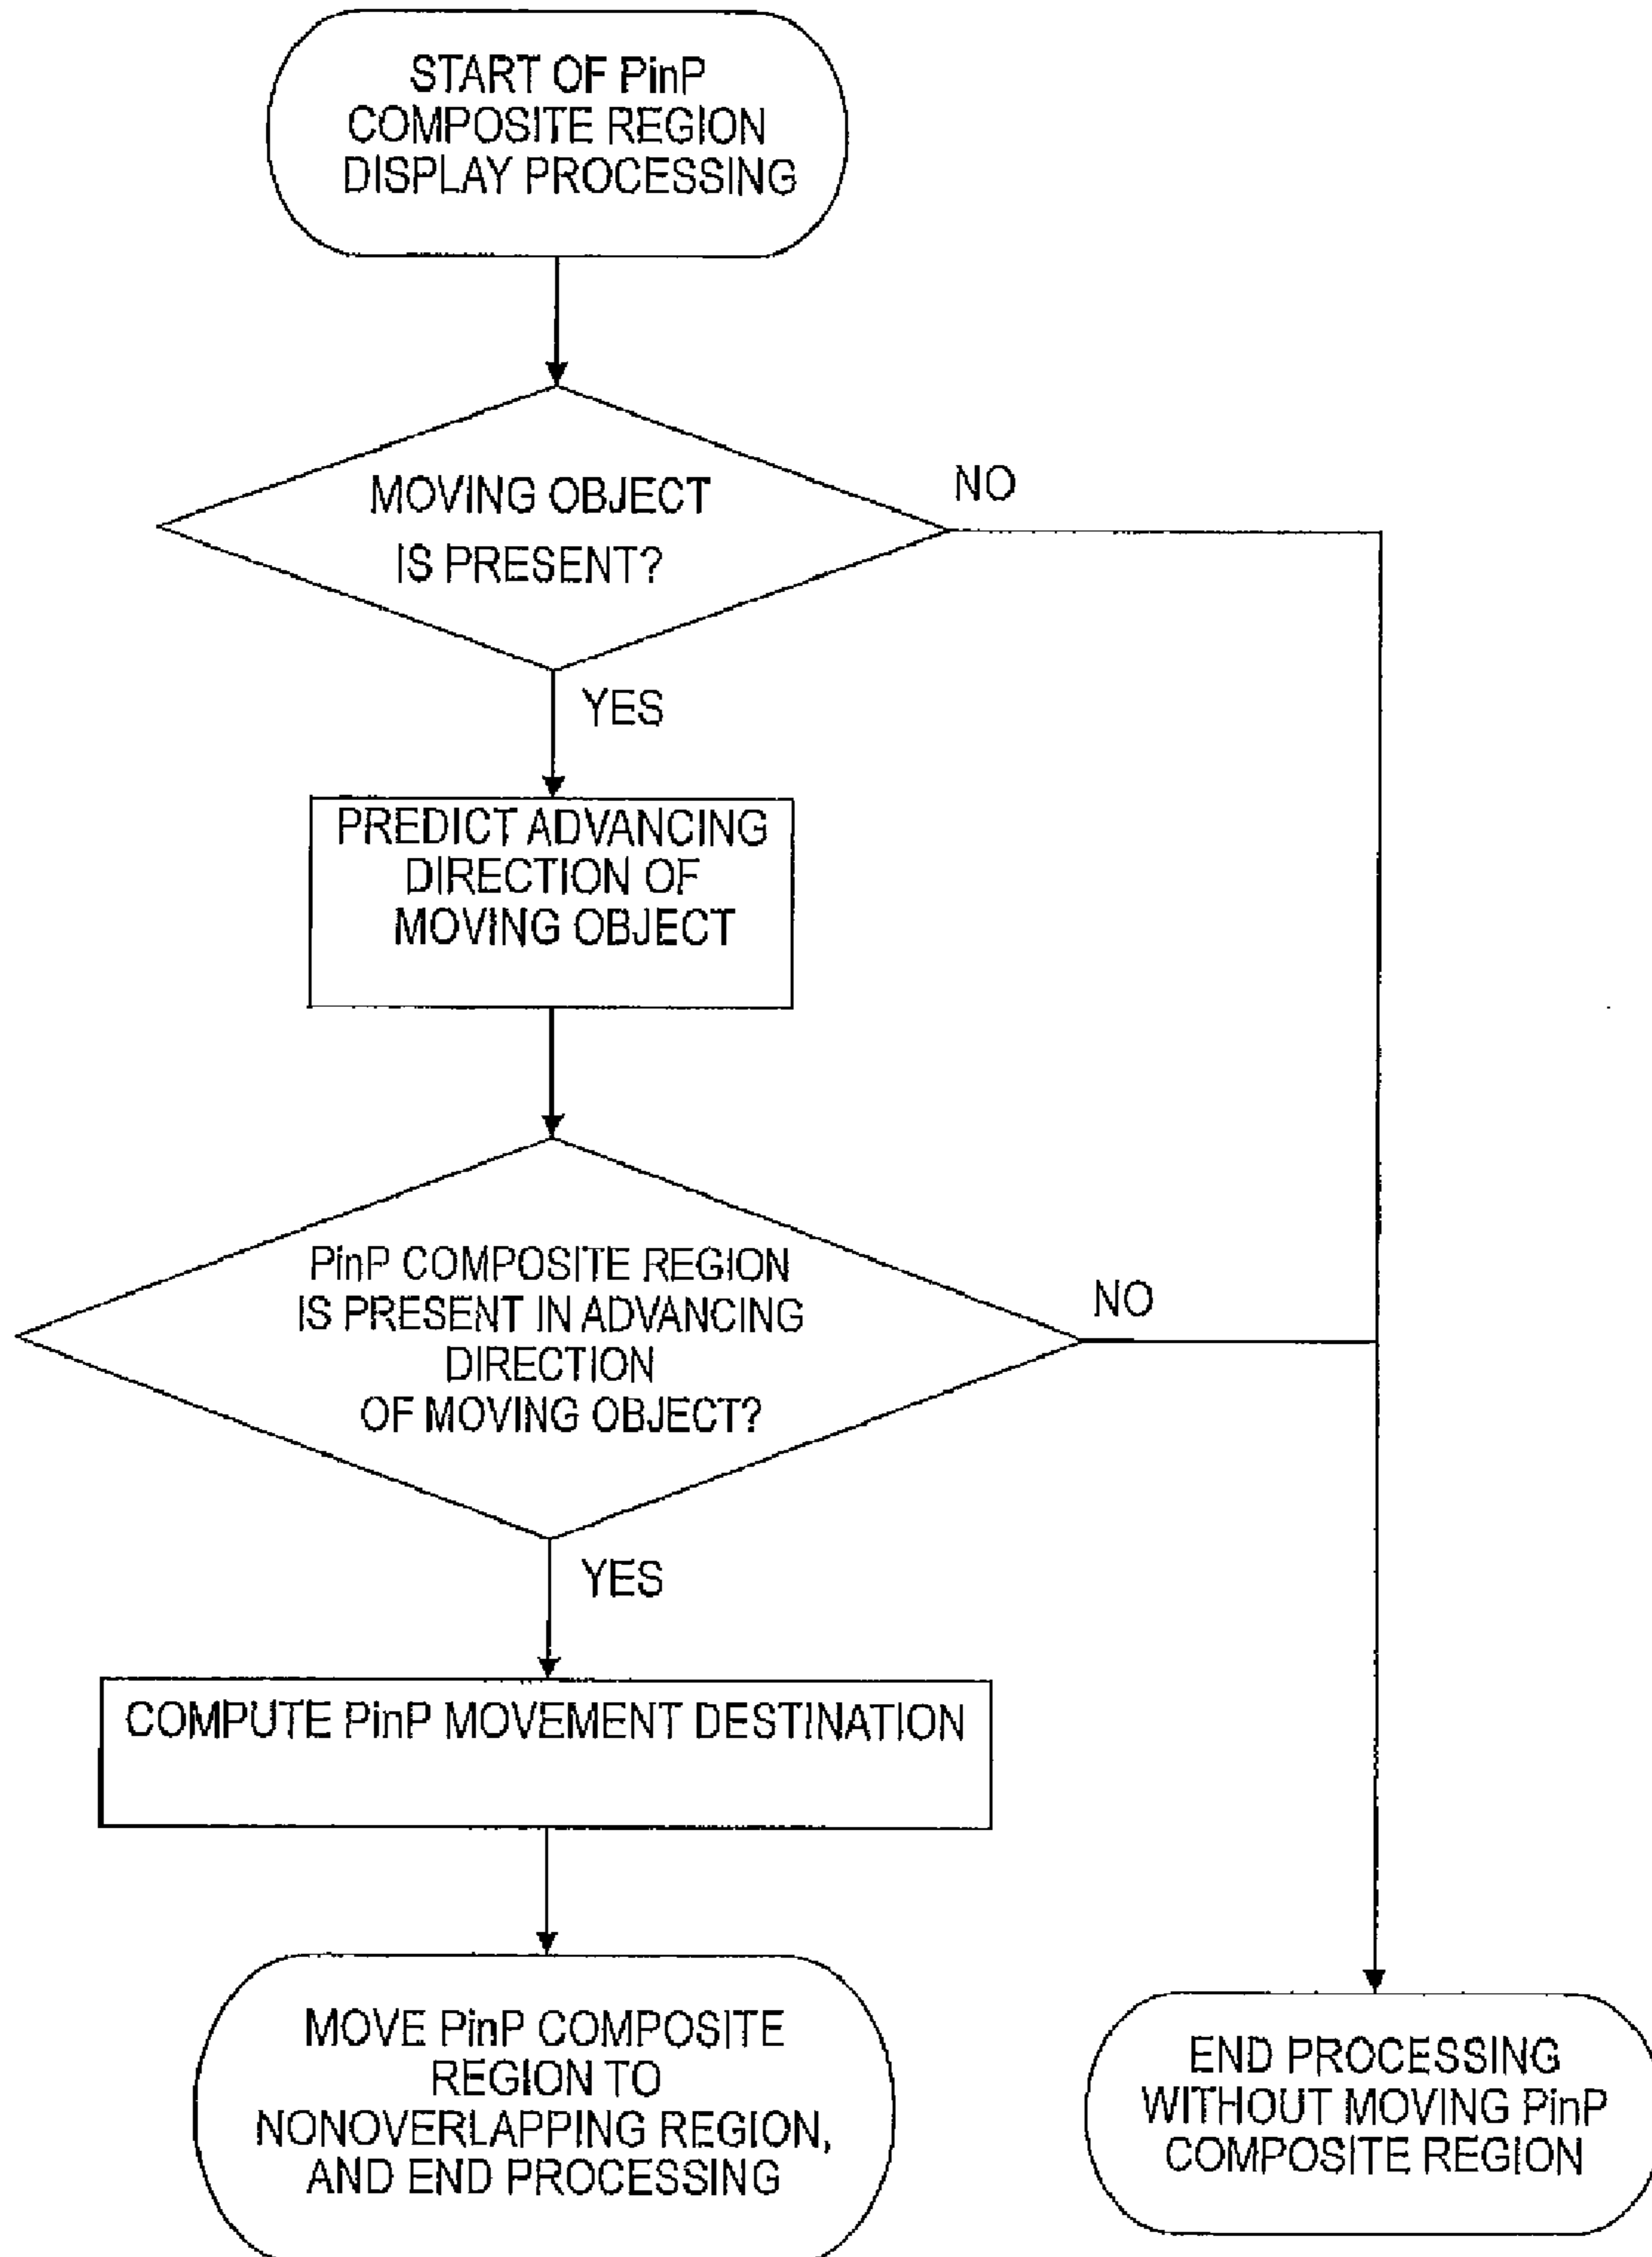 START OF PinP
COMPOSITE REGION
DISPLAY PROCESSING
MOVING OBJECT
IS PRESENT?
NO
YES
PREDICT ADVANCING
DIRECTION OF
MOVING OBJECT
PinP COMPOSITE REGION
IS PRESENT IN ADVANCING
DIRECTION
OF MOVING OBJECT?
NO
YES
COMPUTE PinP MOVEMENT DESTINATION
MOVE PinP COMPOSITE
REGION TO
NONOVERLAPPING REGION,
AND END PROCESSING
END PROCESSING
WITHOUT MOVING PinP
COMPOSITE REGION